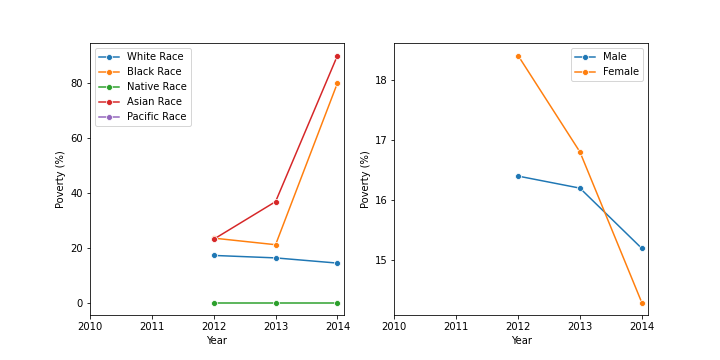 White Race
Black Race
Native Race
Asian Race
Pacific Race
80
60
40
20
0
Poverty (%)
2010 2011 2012 2013 2014
Year
Male
Female
18
17
16
15
Poverty (%)
2010 2011 2012 2013 2014
Year